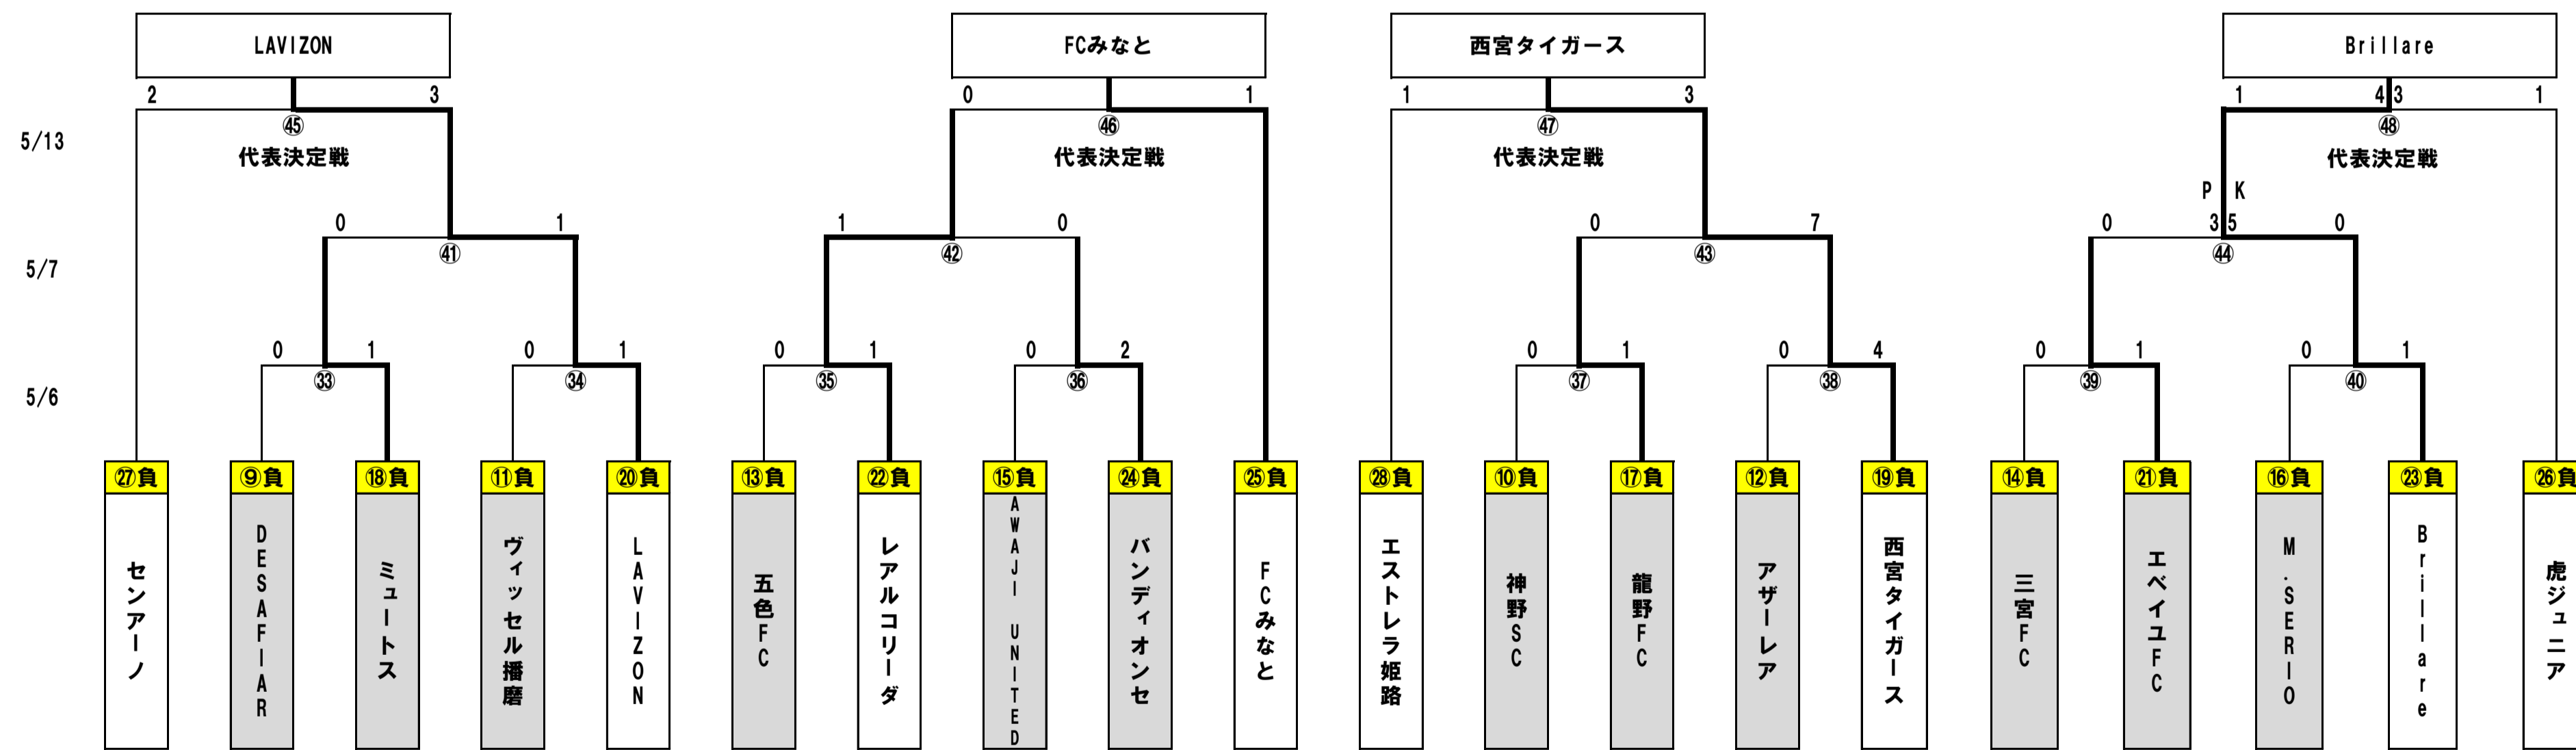 LAVIZON FCみなと 西宮タイガース Brillare
2 3 0 1 1 3 1 4 3 1
5/13 ㊺ ㊻ ㊼ ㊽
代表決定戦 代表決定戦 代表決定戦 代表決定戦
P K
0 1 1 0 0 7 0 3 5 0
5/7 ㊶ ㊷ ㊸ ㊹
0 1 0 1 0 1 0 2 0 1 0 4 0 1 0 1
5/6 ㉝ ㉞ ㉟ ㊱ ㊲ ㊳ ㊴ ㊵
㉗負 ⑨負 ⑱負 ⑪負 ⑳負 ⑬負 ㉒負 ⑮負 ㉔負 ㉕負 ㉘負 ⑩負 ⑰負 ⑫負 ⑲負 ⑭負 ㉑負 ⑯負 ㉓負 ㉖負
センアーノ
DESAFIAR
ミュートス
ヴィッセル播磨
LAVIZON
五色FC
レアルコリーダ
AWAJI UNITED
バンディオンセ
FCみなと
エストレラ姫路
神野SC
龍野FC
アザーレア
西宮タイガース
三宮FC
エベイユFC
M.SERIO
Brillare
虎ジュニア